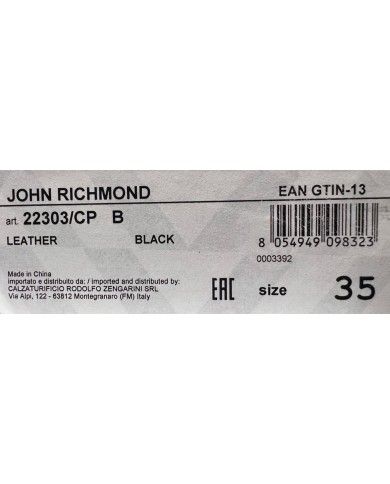 JOHN RICHMOND
EAN GTIN-13
art. 22303/CP B
LEATHER BLACK
8 054949 098323
0003392
Made in China
importato e distribuito da: / imported and distributed by:
CALZATURIFICIO RODOLFO ZENGARINI SRL
Via Alpi, 122 - 63812 Montegranaro (FM) Italy
EAC size 35